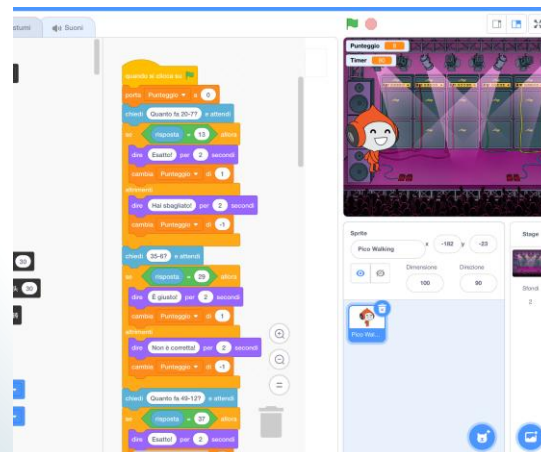 Suoni
quando si clicca su
porta Punteggio a 0
chiedi Quanto fa 20-7? e attendi
se risposta = 13 allora
dire Esatto! per 2 secondi
cambia Punteggio di 1
altrimenti
dire Hai sbagliato! per 2 secondi
cambia Punteggio di -1
chiedi 35-6? e attendi
se risposta = 29 allora
dire È giusto! per 2 secondi
cambia Punteggio di 1
altrimenti
dire Non è corretta! per 2 secondi
cambia Punteggio di -1
chiedi Quanto fa 49-12? e attendi
se risposta = 37 allora
dire Esatto! per 2 secondi
30
30
Punteggio
Timer
Sprite
Pico Walking x -182 y -23
Dimensione Direzione
100 90
Pico Wal...
Stage
Sfondi